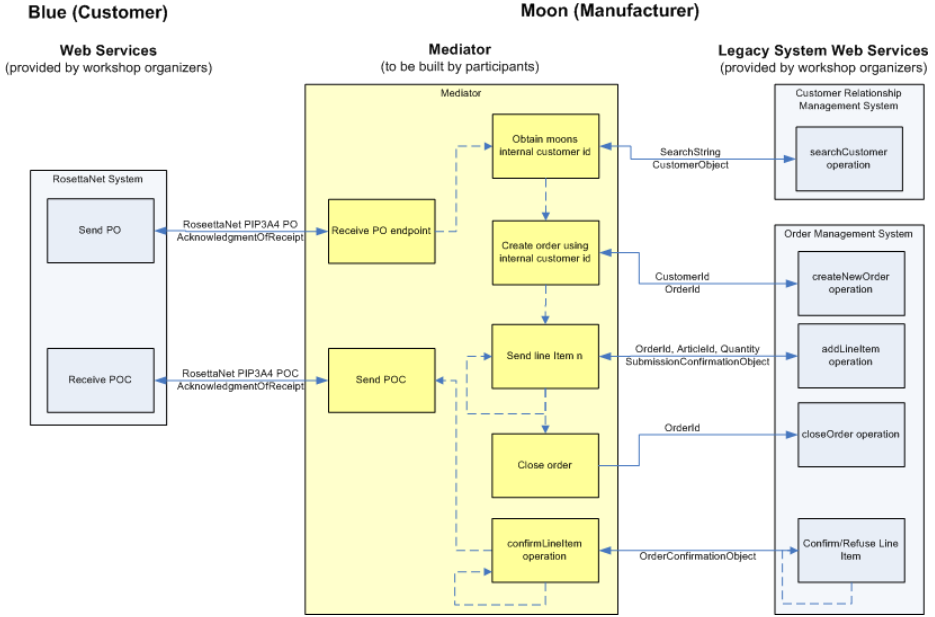 Blue (Customer)
Moon (Manufacturer)
Web Services
(provided by workshop organizers)
Mediator
(to be built by participants)
Legacy System Web Services
(provided by workshop organizers)
Mediator
Customer Relationship
Management System
Obtain moons
internal customer id
SearchString
CustomerObject
searchCustomer
operation
RosettaNet System
Send PO
RoseettaNet PIP3A4 PO
AcknowledgmentOfReceipt
Receive PO endpoint
Order Management System
Create order using
internal customer id
CustomerId
OrderId
createNewOrder
operation
Send line Item n
OrderId, ArticleId, Quantity
SubmissionConfirmationObject
addLineItem
operation
Receive POC
RosettaNet PIP3A4 POC
AcknowledgmentOfReceipt
Send POC
Close order
OrderId
closeOrder operation
confirmLineItem
operation
OrderConfirmationObject
Confirm/Refuse Line
Item